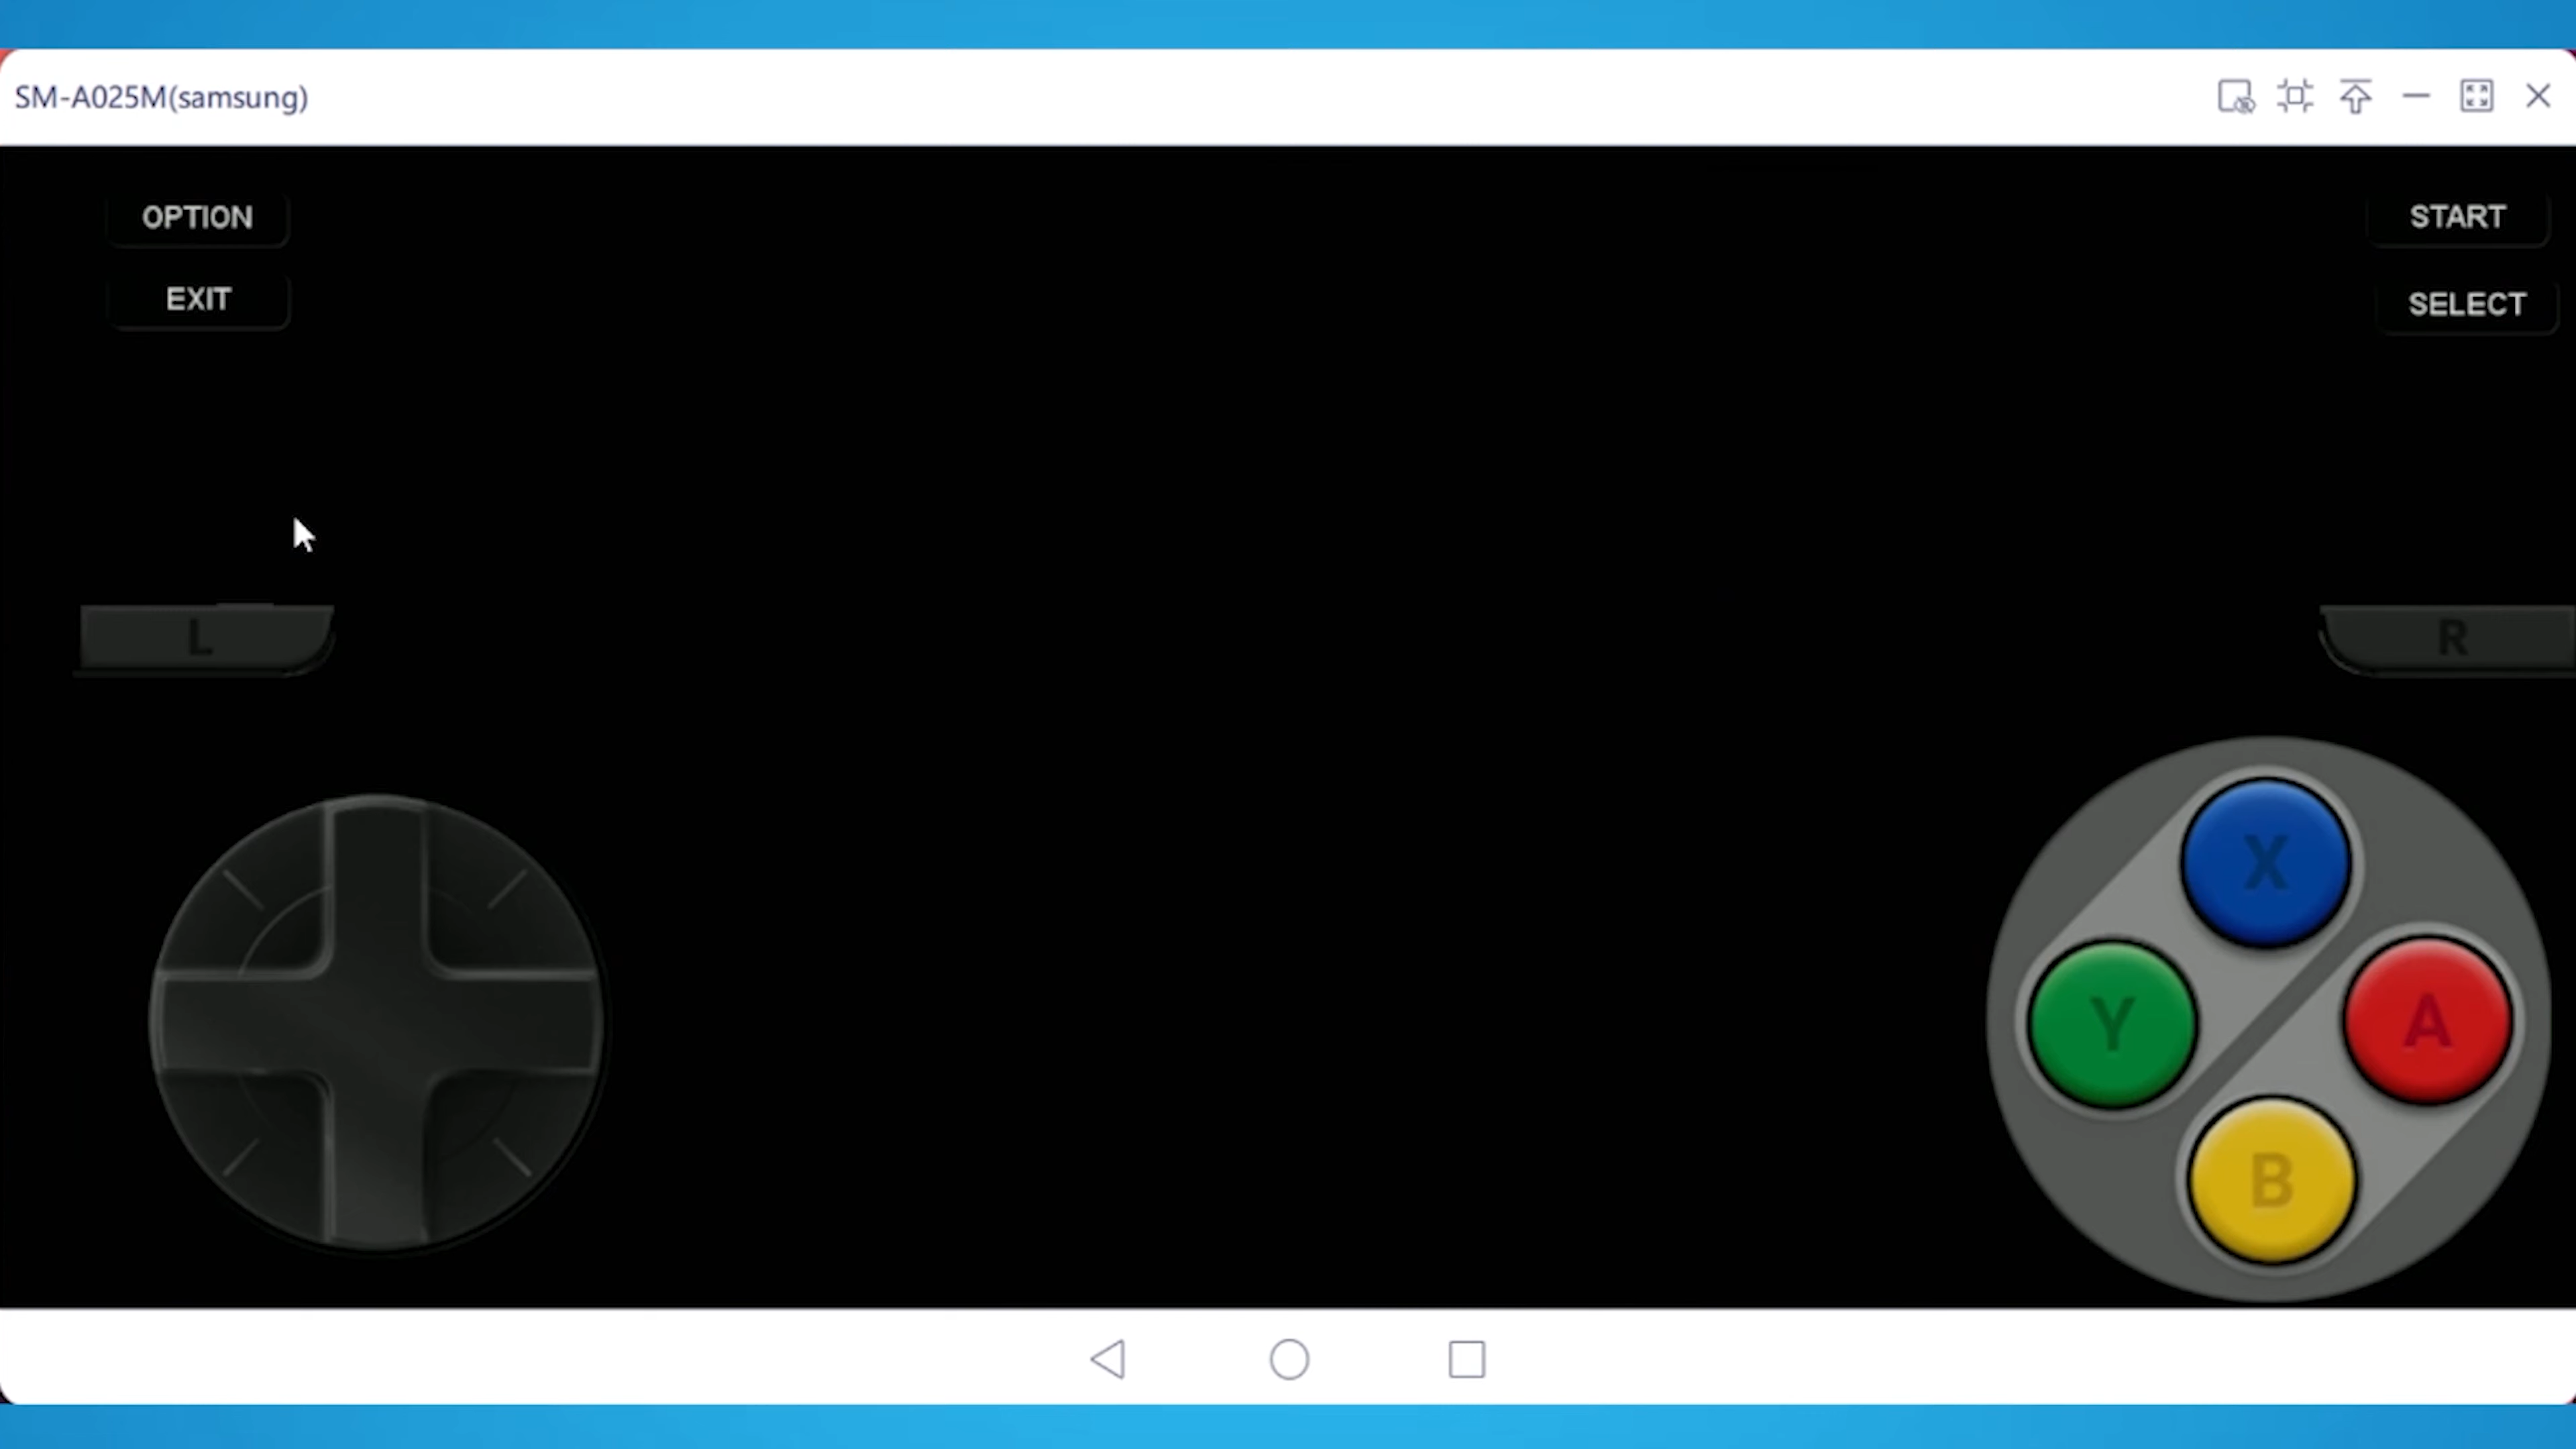 SM-A025M(samsung)
OPTION
START
EXIT
SELECT
L
R
X
Y
A
B